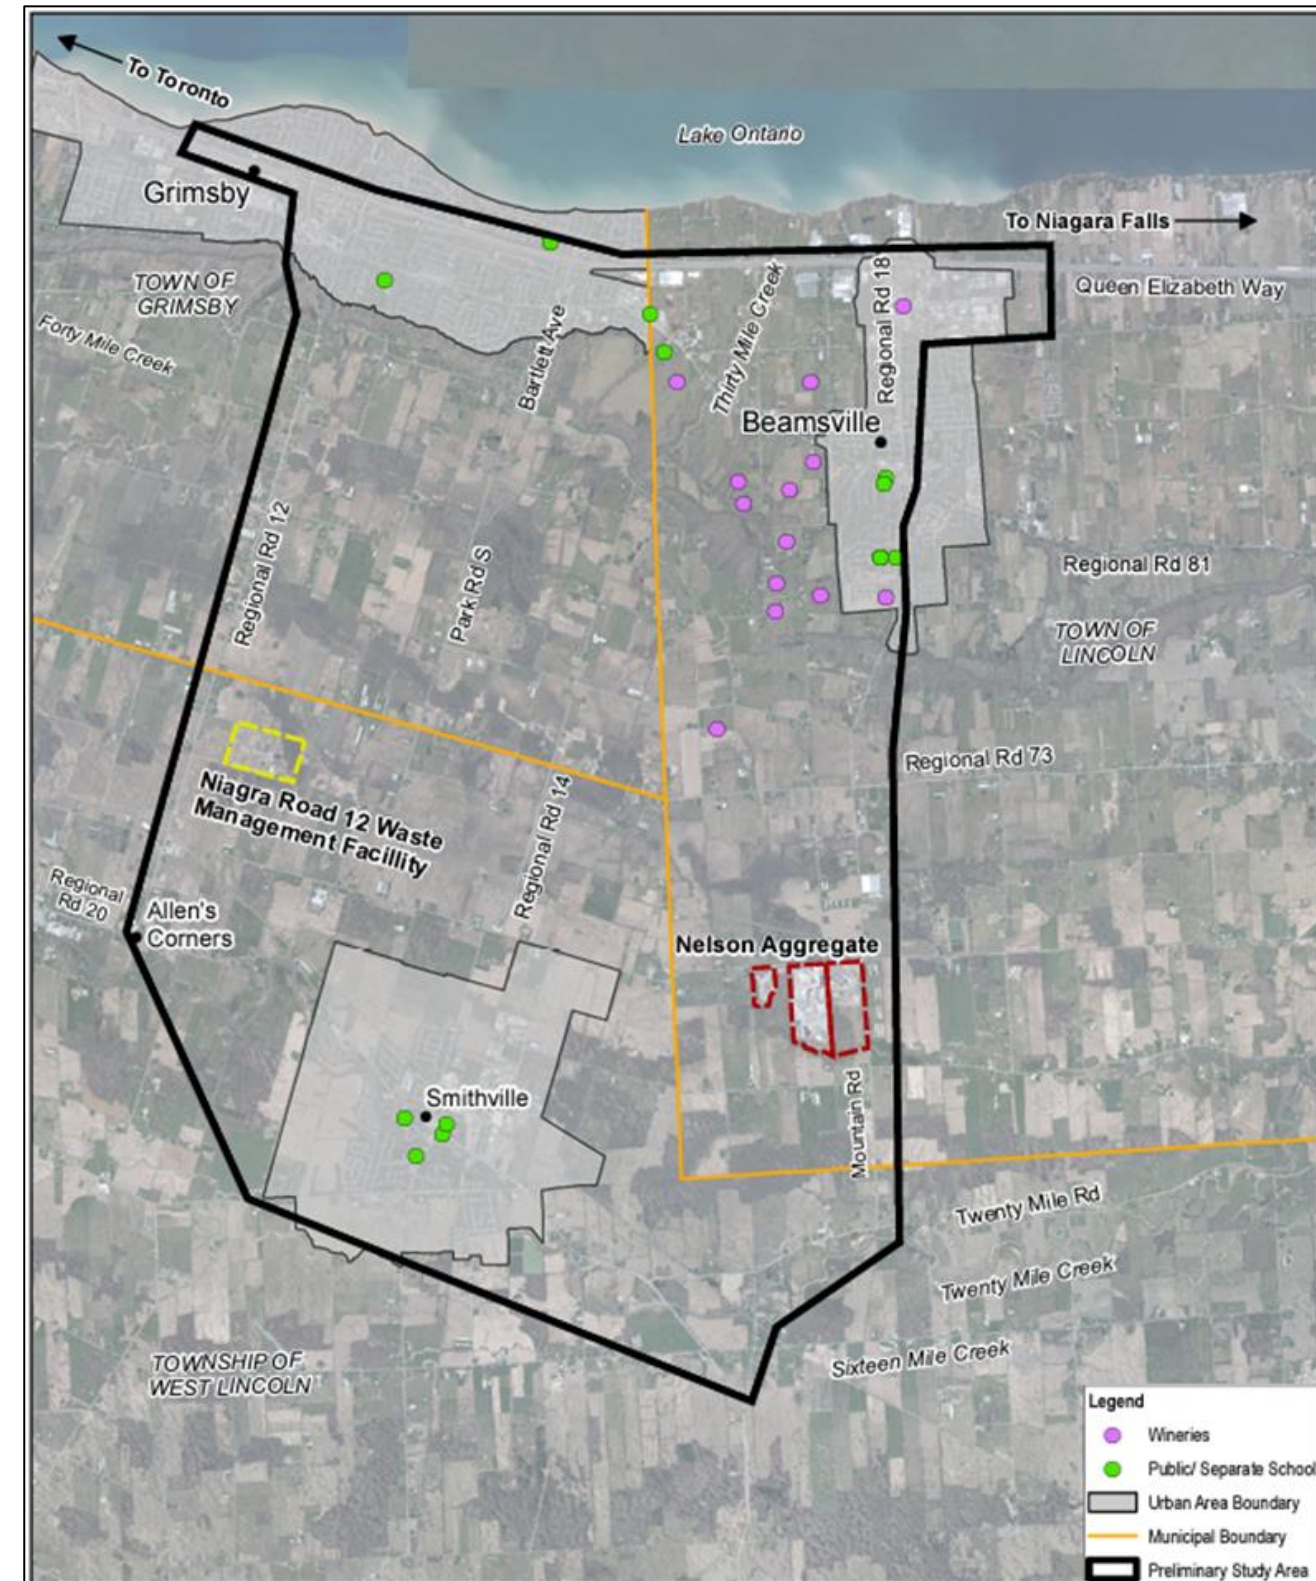 To Toronto
Lake Ontario
Grimsby
To Niagara Falls
TOWN OF
GRIMSBY
Queen Elizabeth Way
Forty Mile Creek
Bartlett Ave
Thirty Mile Creek
Regional Rd 18
Beamsville
Regional Rd 12
Park Rd S
Regional Rd 81
TOWN OF
LINCOLN
Regional Rd 73
Niagra Road 12 Waste
Management Facillity
Regional Rd 14
Regional
Rd 20
Allen's
Corners
Nelson Aggregate
Smithville
Mountain Rd
Twenty Mile Rd
Twenty Mile Creek
Sixteen Mile Creek
TOWNSHIP OF
WEST LINCOLN
Legend
Wineries
Public/ Separate School
Urban Area Boundary
Municipal Boundary
Preliminary Study Area